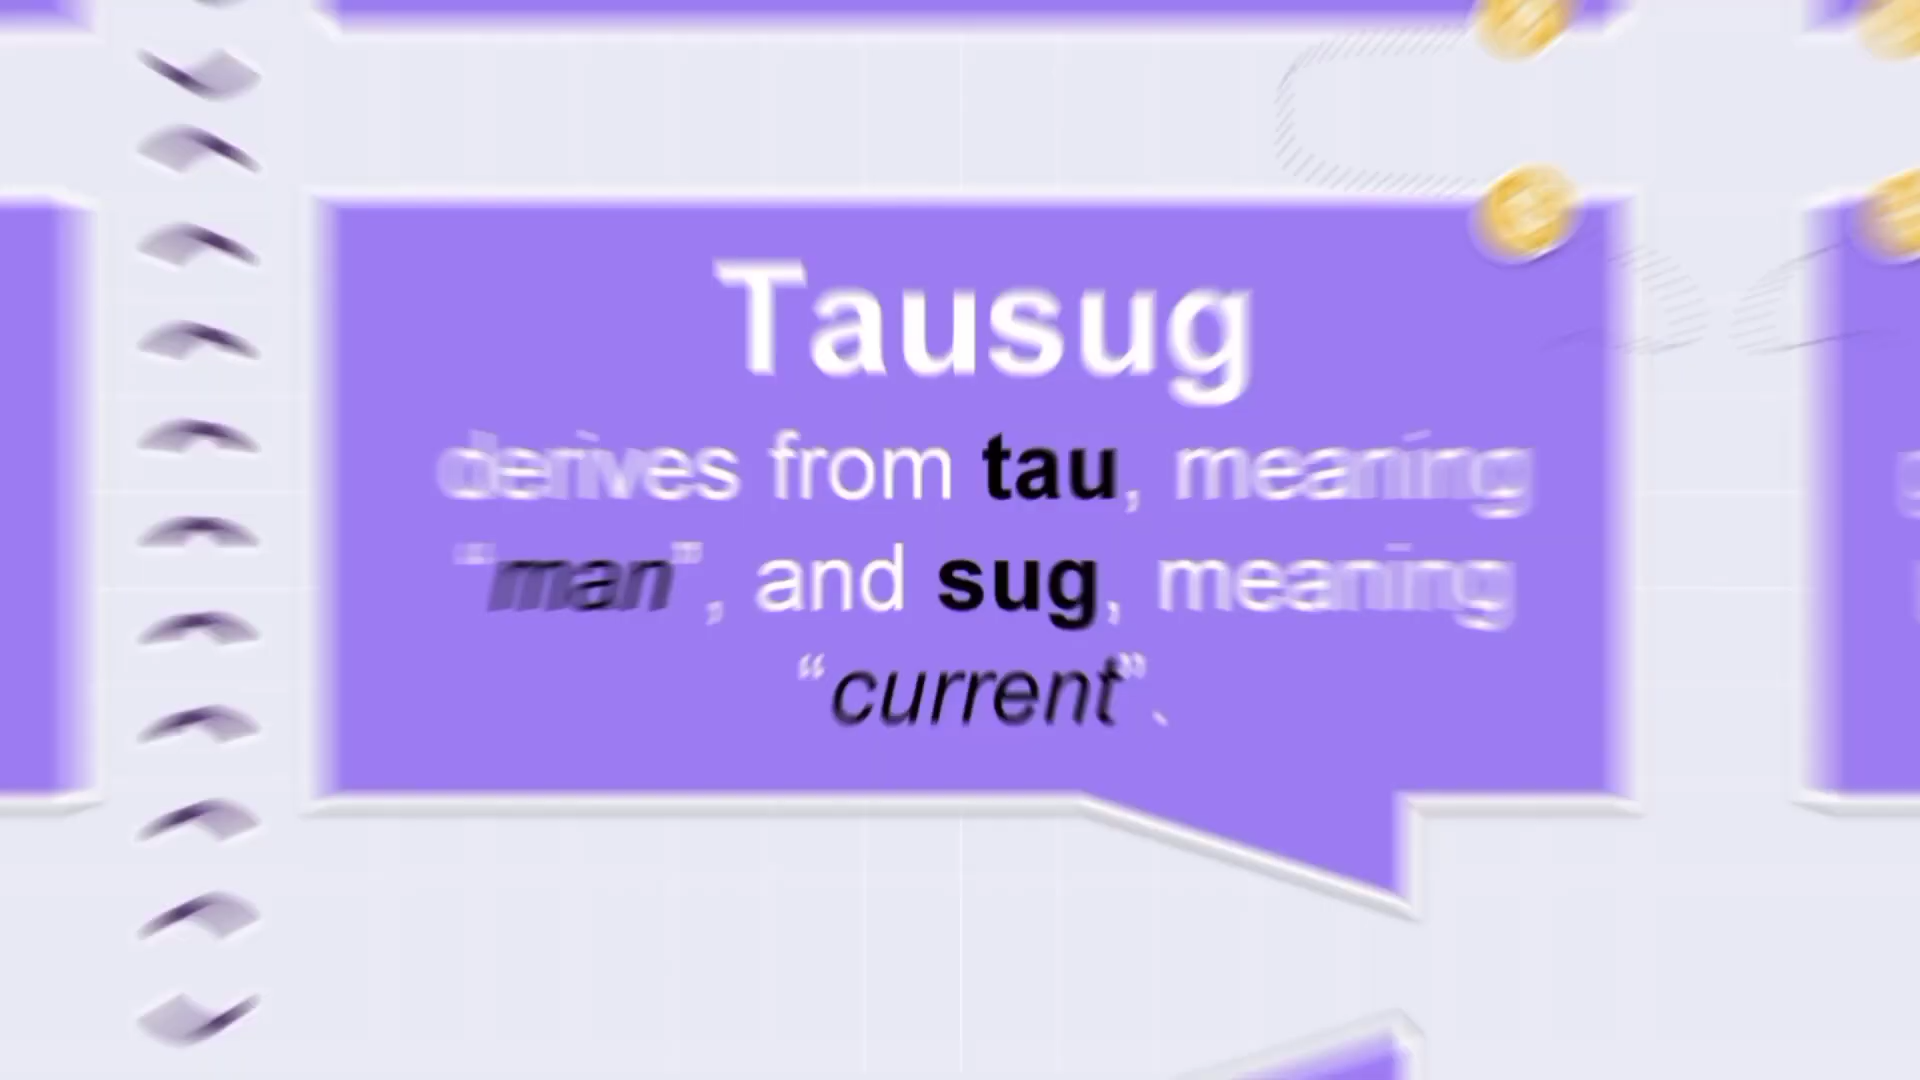 Tausug
derives from tau, meaning
“man”, and sug, meaning
“current”.